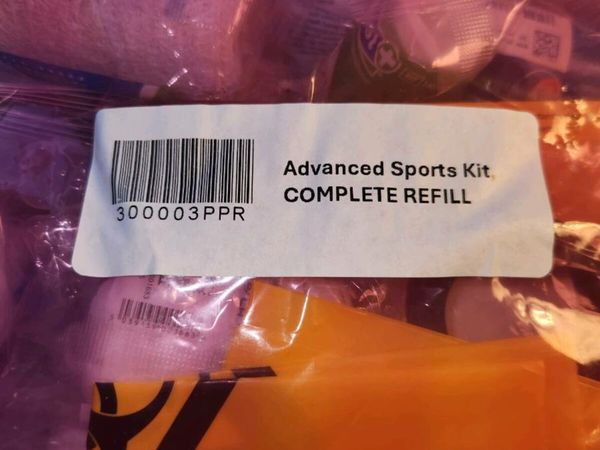 300003PPR
Advanced Sports Kit,
COMPLETE REFILL